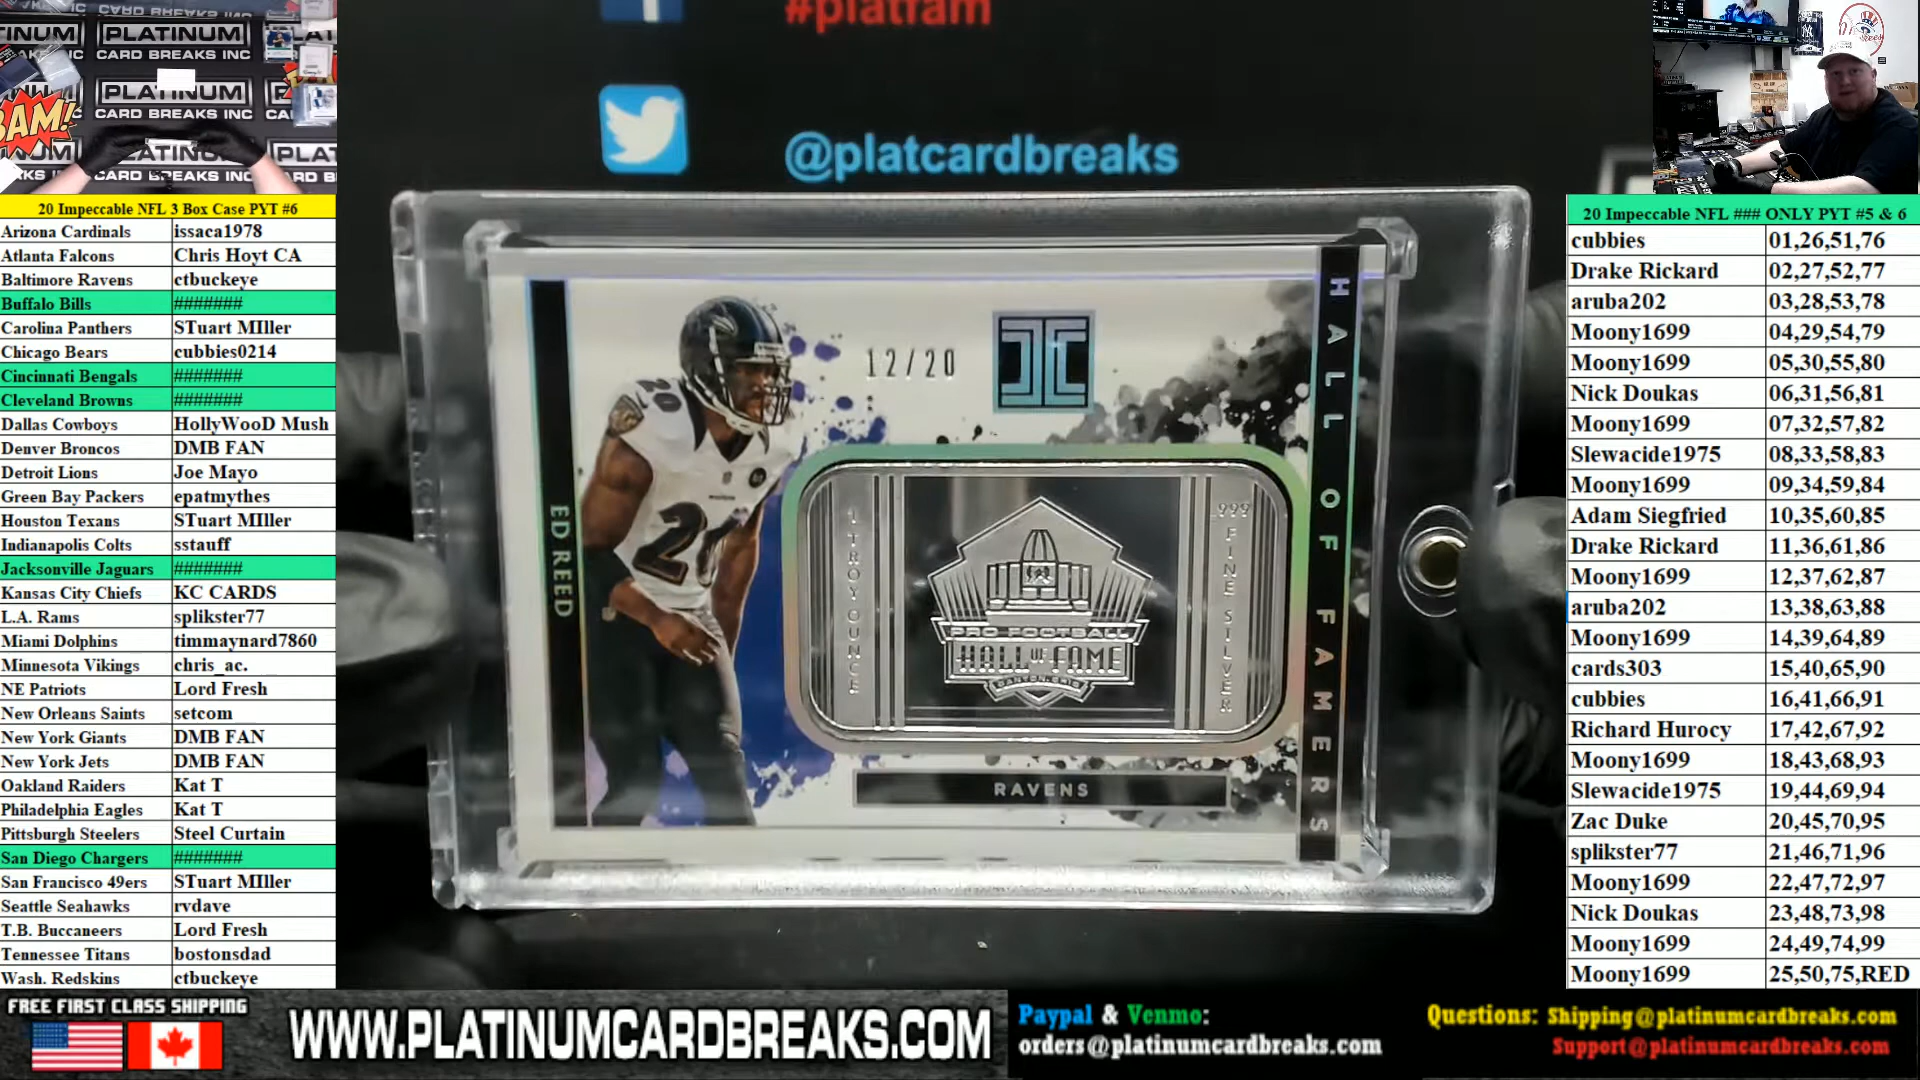 #platfam
@platcardbreaks
PLATINUM
CARD BREAKS INC
PLATINUM
CARD BREAKS INC
BAM!
20 Impeccable NFL 3 Box Case PYT #6
Arizona Cardinals issaca1978
Atlanta Falcons Chris Hoyt CA
Baltimore Ravens ctbuckeye
Buffalo Bills #######
Carolina Panthers STuart MIller
Chicago Bears cubbies0214
Cincinnati Bengals #######
Cleveland Browns #######
Dallas Cowboys HollyWooD Mush
Denver Broncos DMB FAN
Detroit Lions Joe Mayo
Green Bay Packers epatmythes
Houston Texans STuart MIller
Indianapolis Colts sstauff
Jacksonville Jaguars #######
Kansas City Chiefs KC CARDS
L.A. Rams splikster77
Miami Dolphins timmaynard7860
Minnesota Vikings chris_ac.
NE Patriots Lord Fresh
New Orleans Saints setcom
New York Giants DMB FAN
New York Jets DMB FAN
Oakland Raiders Kat T
Philadelphia Eagles Kat T
Pittsburgh Steelers Steel Curtain
San Diego Chargers #######
San Francisco 49ers STuart MIller
Seattle Seahawks rvdave
T.B. Buccaneers Lord Fresh
Tennessee Titans bostonsdad
Wash. Redskins ctbuckeye
12/20
ED REED
20
HALL OF FAMERS
1 TROY OUNCE
.999 FINE SILVER
PRO FOOTBALL
HALL OF FAME
CANTON, OHIO
RAVENS
20 Impeccable NFL ### ONLY PYT #5 & 6
cubbies 01,26,51,76
Drake Rickard 02,27,52,77
aruba202 03,28,53,78
Moony1699 04,29,54,79
Moony1699 05,30,55,80
Nick Doukas 06,31,56,81
Moony1699 07,32,57,82
Slewacide1975 08,33,58,83
Moony1699 09,34,59,84
Adam Siegfried 10,35,60,85
Drake Rickard 11,36,61,86
Moony1699 12,37,62,87
aruba202 13,38,63,88
Moony1699 14,39,64,89
cards303 15,40,65,90
cubbies 16,41,66,91
Richard Hurocy 17,42,67,92
Moony1699 18,43,68,93
Slewacide1975 19,44,69,94
Zac Duke 20,45,70,95
splikster77 21,46,71,96
Moony1699 22,47,72,97
Nick Doukas 23,48,73,98
Moony1699 24,49,74,99
Moony1699 25,50,75,RED
FREE FIRST CLASS SHIPPING
WWW.PLATINUMCARDBREAKS.COM
Paypal & Venmo:
orders@platinumcardbreaks.com
Questions: Shipping@platinumcardbreaks.com
Support@platinumcardbreaks.com